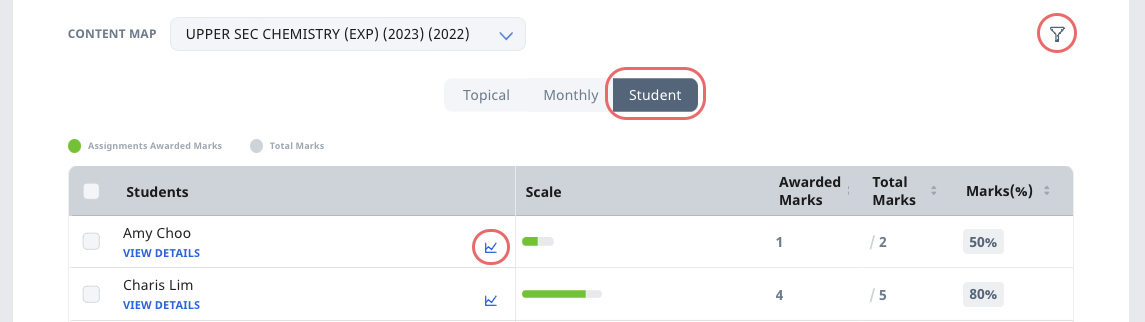 CONTENT MAP UPPER SEC CHEMISTRY (EXP) (2023) (2022)
Topical Monthly Student
Assignments Awarded Marks Total Marks
Students Scale Awarded Marks Total Marks Marks(%)
Amy Choo
VIEW DETAILS 1 / 2 50%
Charis Lim
VIEW DETAILS 4 / 5 80%